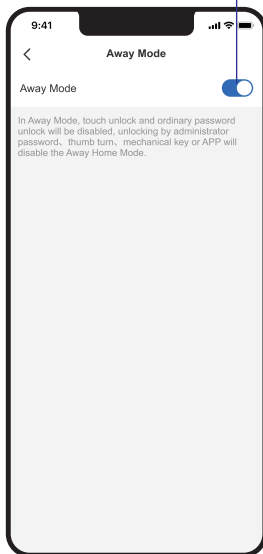 9:41
Away Mode
Away Mode
In Away Mode, touch unlock and ordinary password
unlock will be disabled, unlocking by administrator
password、thumb turn、mechanical key or APP will
disable the Away Home Mode.